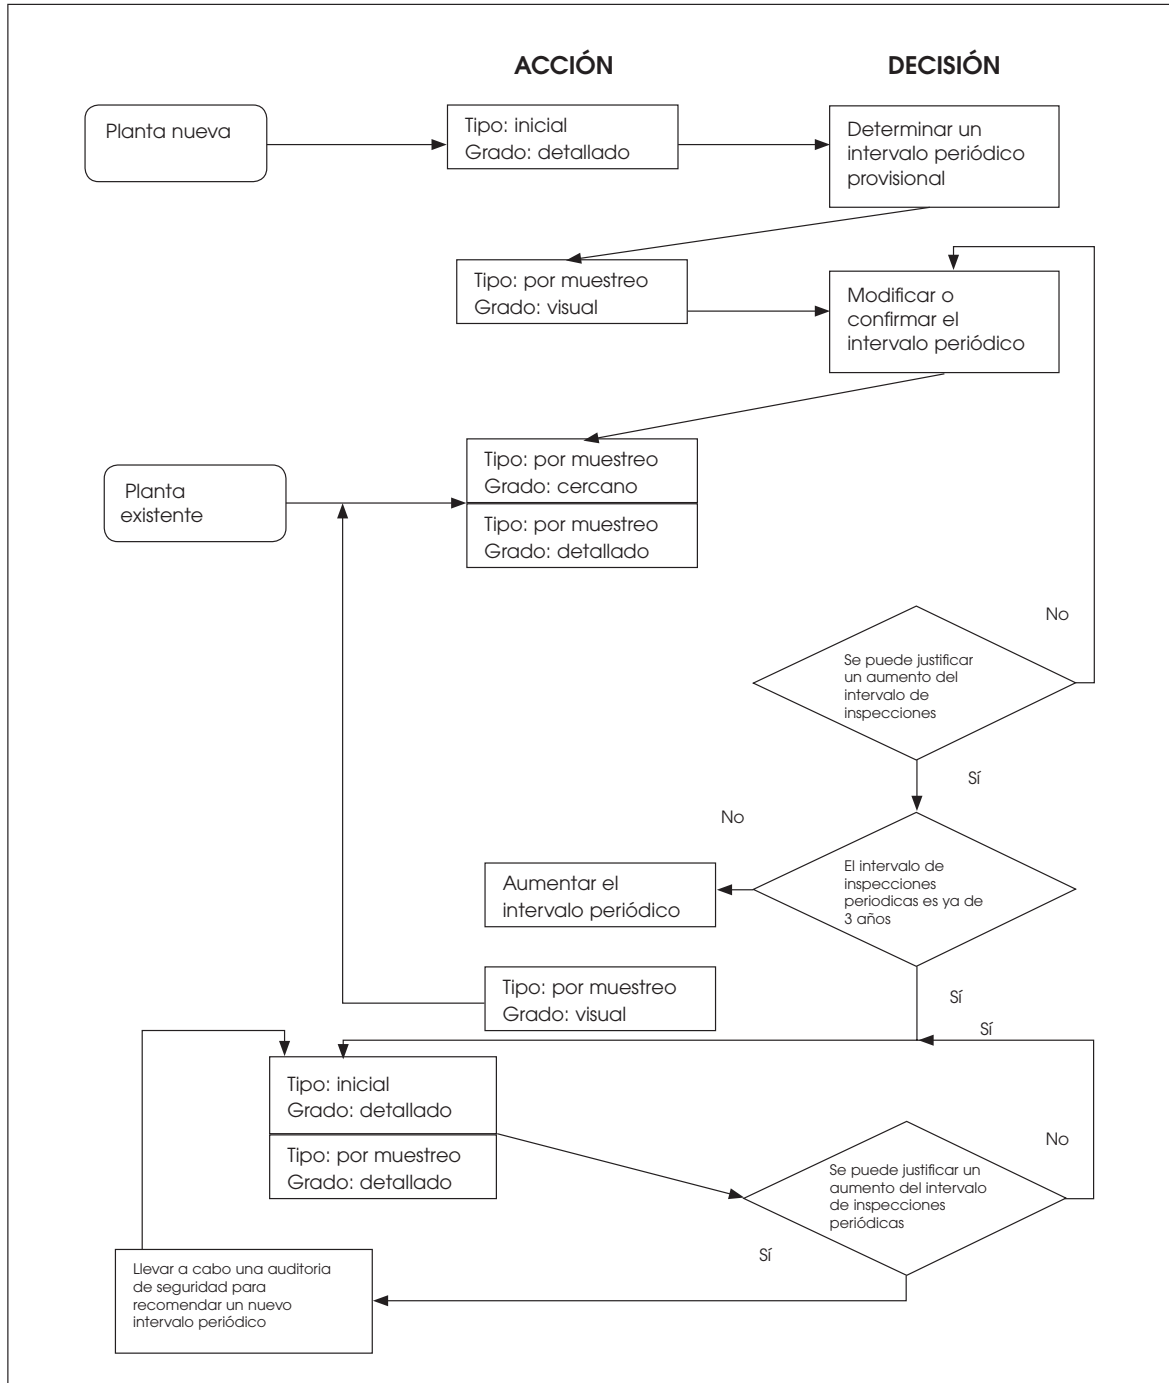 ACCIÓN
DECISIÓN
Planta nueva
Tipo: inicial
Grado: detallado
Determinar un
intervalo periódico
provisional
Tipo: por muestreo
Grado: visual
Modificar o
confirmar el
intervalo periódico
Tipo: por muestreo
Grado: cercano
Planta
existente
Tipo: por muestreo
Grado: detallado
No
Se puede justificar
un aumento del
intervalo de
inspecciones
Sí
No
El intervalo de
inspecciones
periodicas es ya de
3 años
Aumentar el
intervalo periódico
Tipo: por muestreo
Grado: visual
Sí
Sí
Tipo: inicial
Grado: detallado
Tipo: por muestreo
Grado: detallado
No
Se puede justificar un
aumento del intervalo
de inspecciones
periódicas
Sí
Llevar a cabo una auditoria
de seguridad para
recomendar un nuevo
intervalo periódico